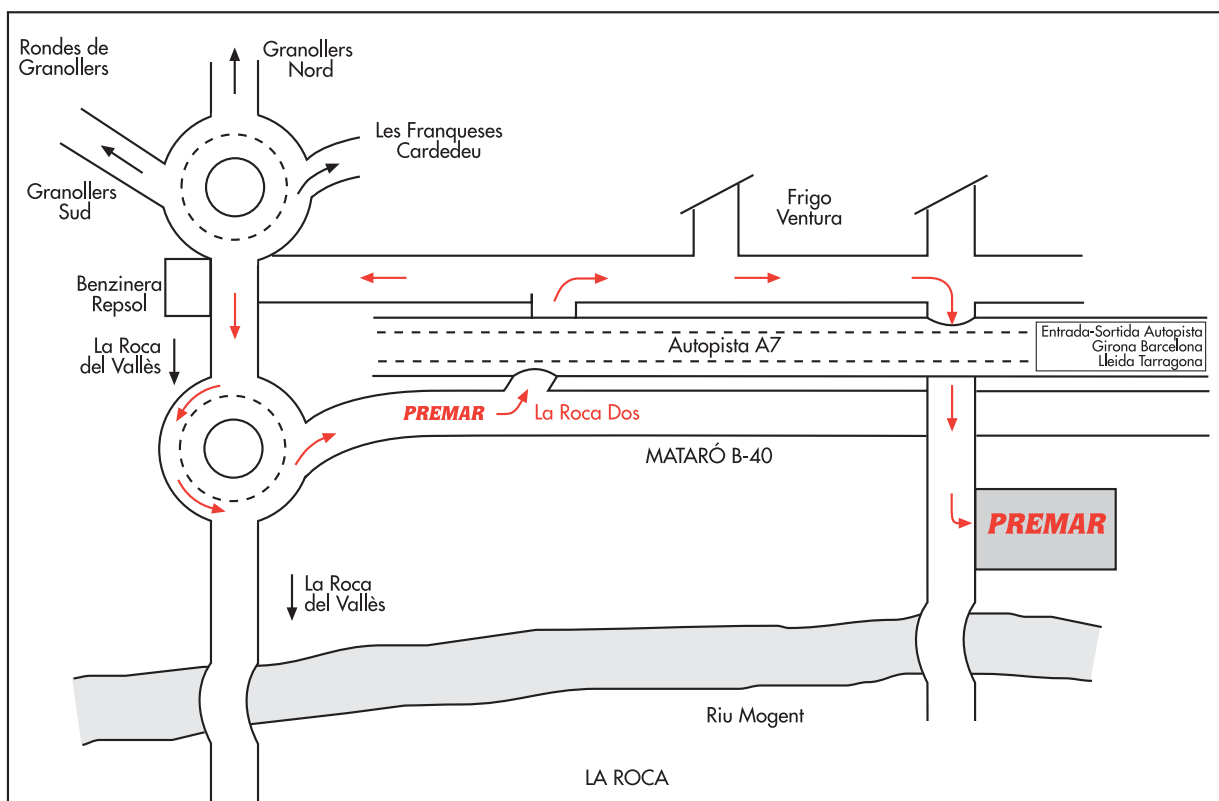 Rondes de
Granollers
Granollers
Nord
Les Franqueses
Cardedeu
Granollers
Sud
Frigo
Ventura
Benzinera
Repsol
La Roca
del Vallès
Autopista A7
Entrada-Sortida Autopista
Girona Barcelona
Lleida Tarragona
PREMAR
La Roca Dos
MATARÓ B-40
PREMAR
La Roca
del Vallès
Riu Mogent
LA ROCA